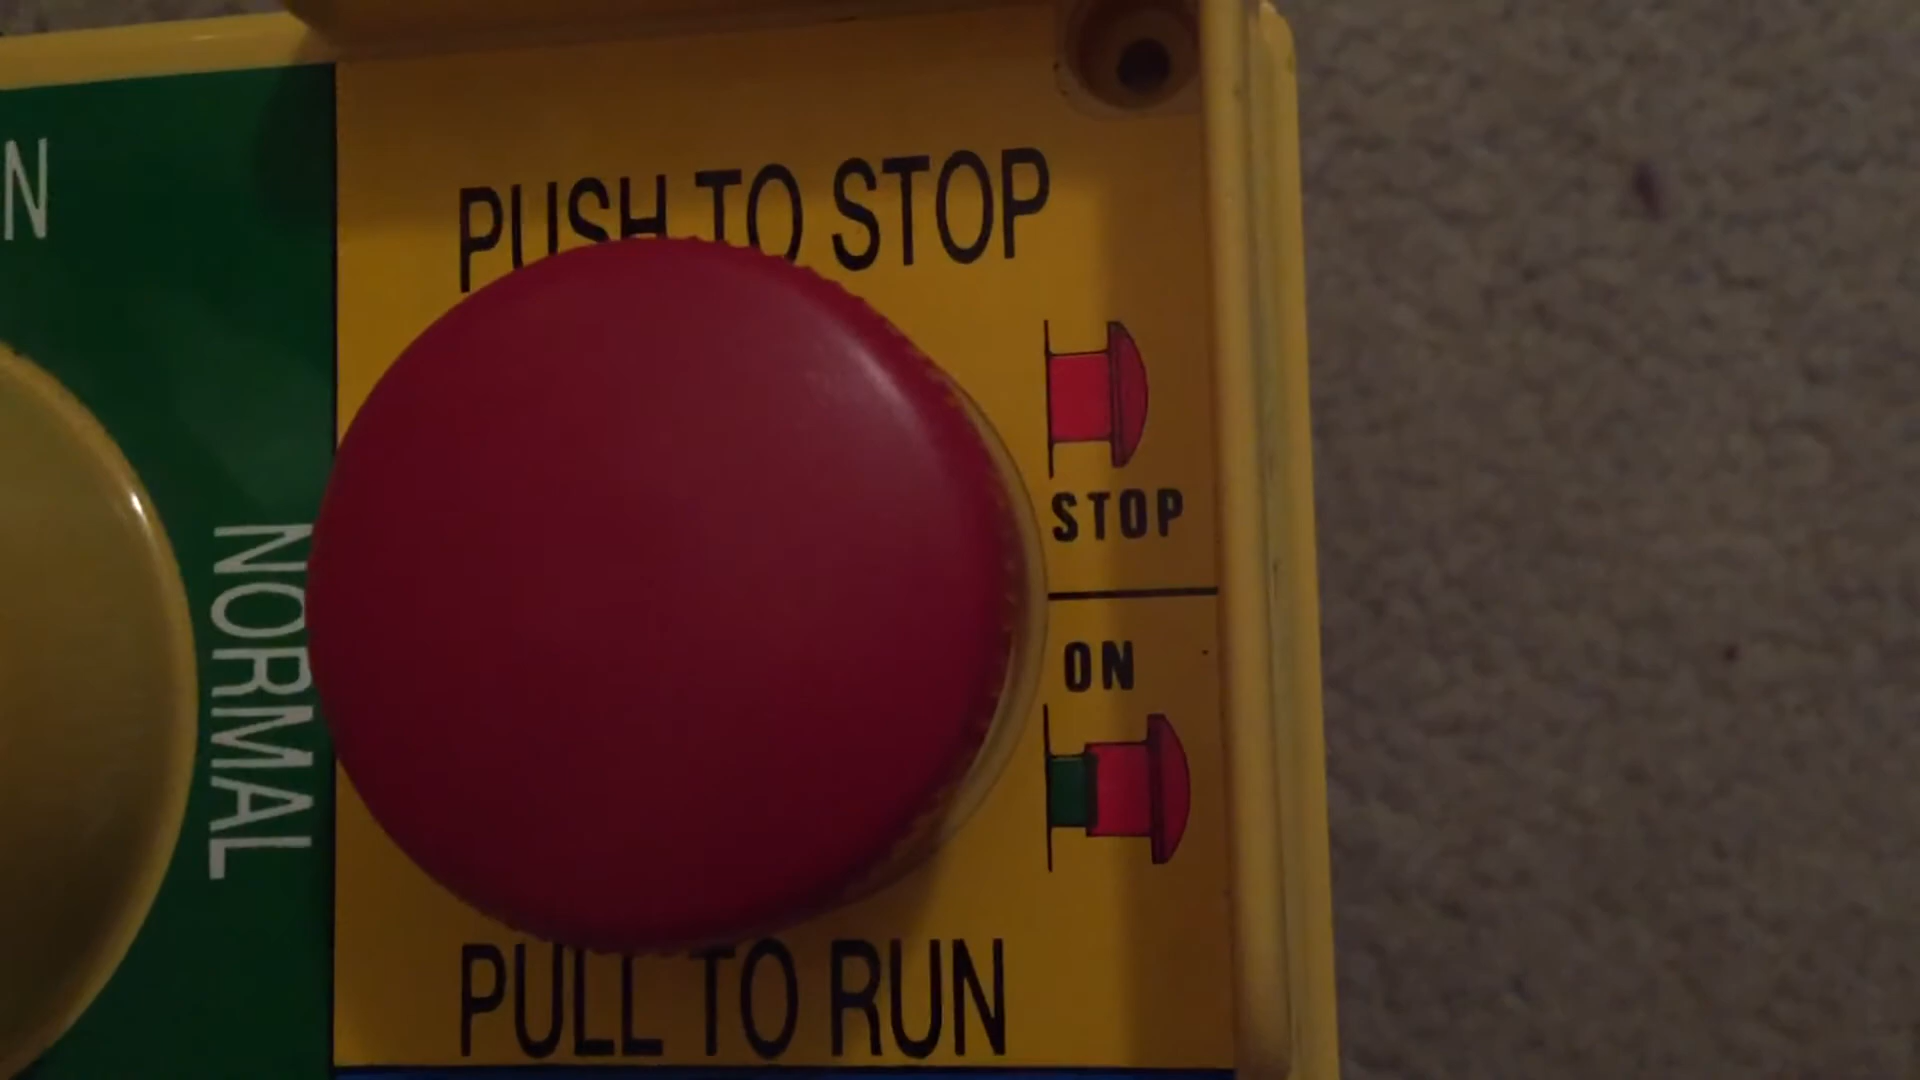 PUSH TO STOP
STOP
ON
NORMAL
PULL TO RUN